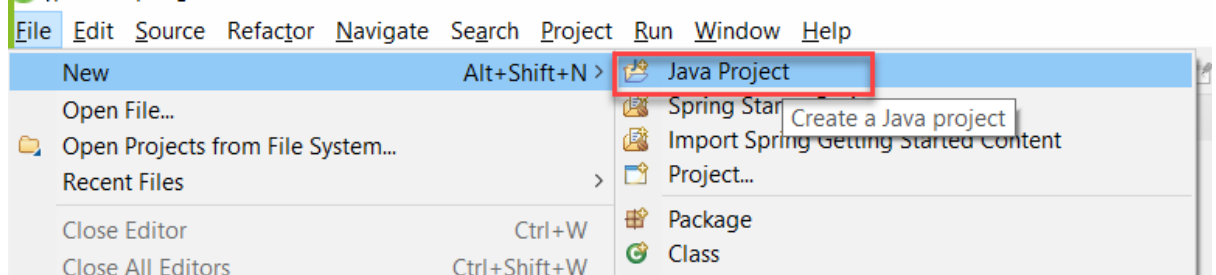 File Edit Source Refactor Navigate Search Project Run Window Help
New Alt+Shift+N >
Open File...
Open Projects from File System...
Recent Files >
Close Editor Ctrl+W
Close All Editors Ctrl+Shift+W
Java Project
Spring Star
Create a Java project
Import Spring Getting Started Content
Project...
Package
Class